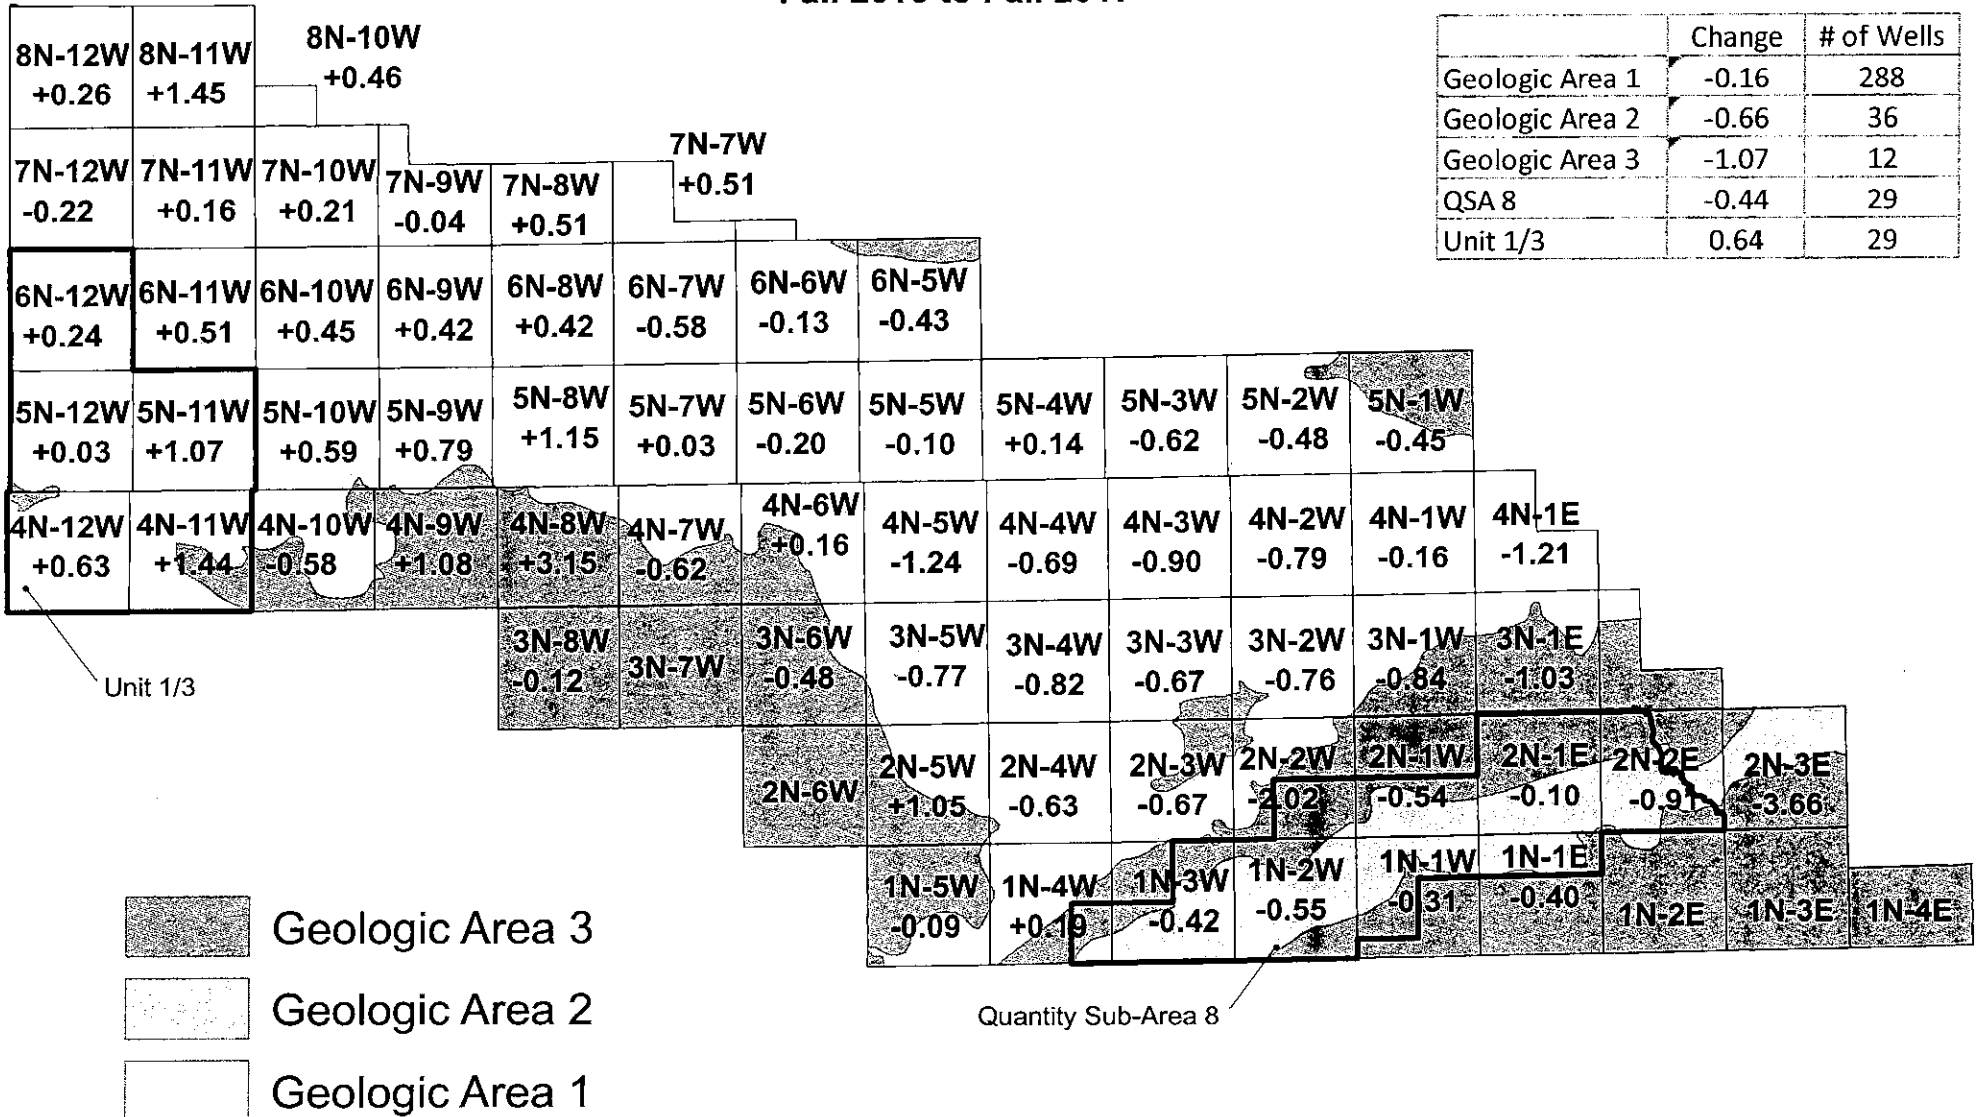 8N-12W
+0.26
8N-11W
+1.45
8N-10W
+0.46
Change # of Wells
Geologic Area 1 -0.16 288
Geologic Area 2 -0.66 36
Geologic Area 3 -1.07 12
QSA 8 -0.44 29
Unit 1/3 0.64 29
7N-12W
-0.22
7N-11W
+0.16
7N-10W
+0.21
7N-9W
-0.04
7N-8W
+0.51
7N-7W
+0.51
6N-12W
+0.24
6N-11W
+0.51
6N-10W
+0.45
6N-9W
+0.42
6N-8W
+0.42
6N-7W
-0.58
6N-6W
-0.13
6N-5W
-0.43
5N-12W
+0.03
5N-11W
+1.07
5N-10W
+0.59
5N-9W
+0.79
5N-8W
+1.15
5N-7W
+0.03
5N-6W
-0.20
5N-5W
-0.10
5N-4W
+0.14
5N-3W
-0.62
5N-2W
-0.48
5N-1W
-0.45
4N-12W
+0.63
4N-11W
+1.44
4N-10W
-0.58
4N-9W
+1.08
4N-8W
+3.15
4N-7W
-0.62
4N-6W
+0.16
4N-5W
-1.24
4N-4W
-0.69
4N-3W
-0.90
4N-2W
-0.79
4N-1W
-0.16
4N-1E
-1.21
3N-8W
-0.12
3N-7W
3N-6W
-0.48
3N-5W
-0.77
3N-4W
-0.82
3N-3W
-0.67
3N-2W
-0.76
3N-1W
-0.84
3N-1E
-1.03
Unit 1/3
2N-6W
2N-5W
+1.05
2N-4W
-0.63
2N-3W
-0.67
2N-2W
-2.02
2N-1W
-0.54
2N-1E
-0.10
2N-2E
-0.91
2N-3E
-3.66
1N-5W
-0.09
1N-4W
+0.19
1N-3W
-0.42
1N-2W
-0.55
1N-1W
-0.31
1N-1E
-0.40
1N-2E
1N-3E
1N-4E
Quantity Sub-Area 8
Geologic Area 3
Geologic Area 2
Geologic Area 1